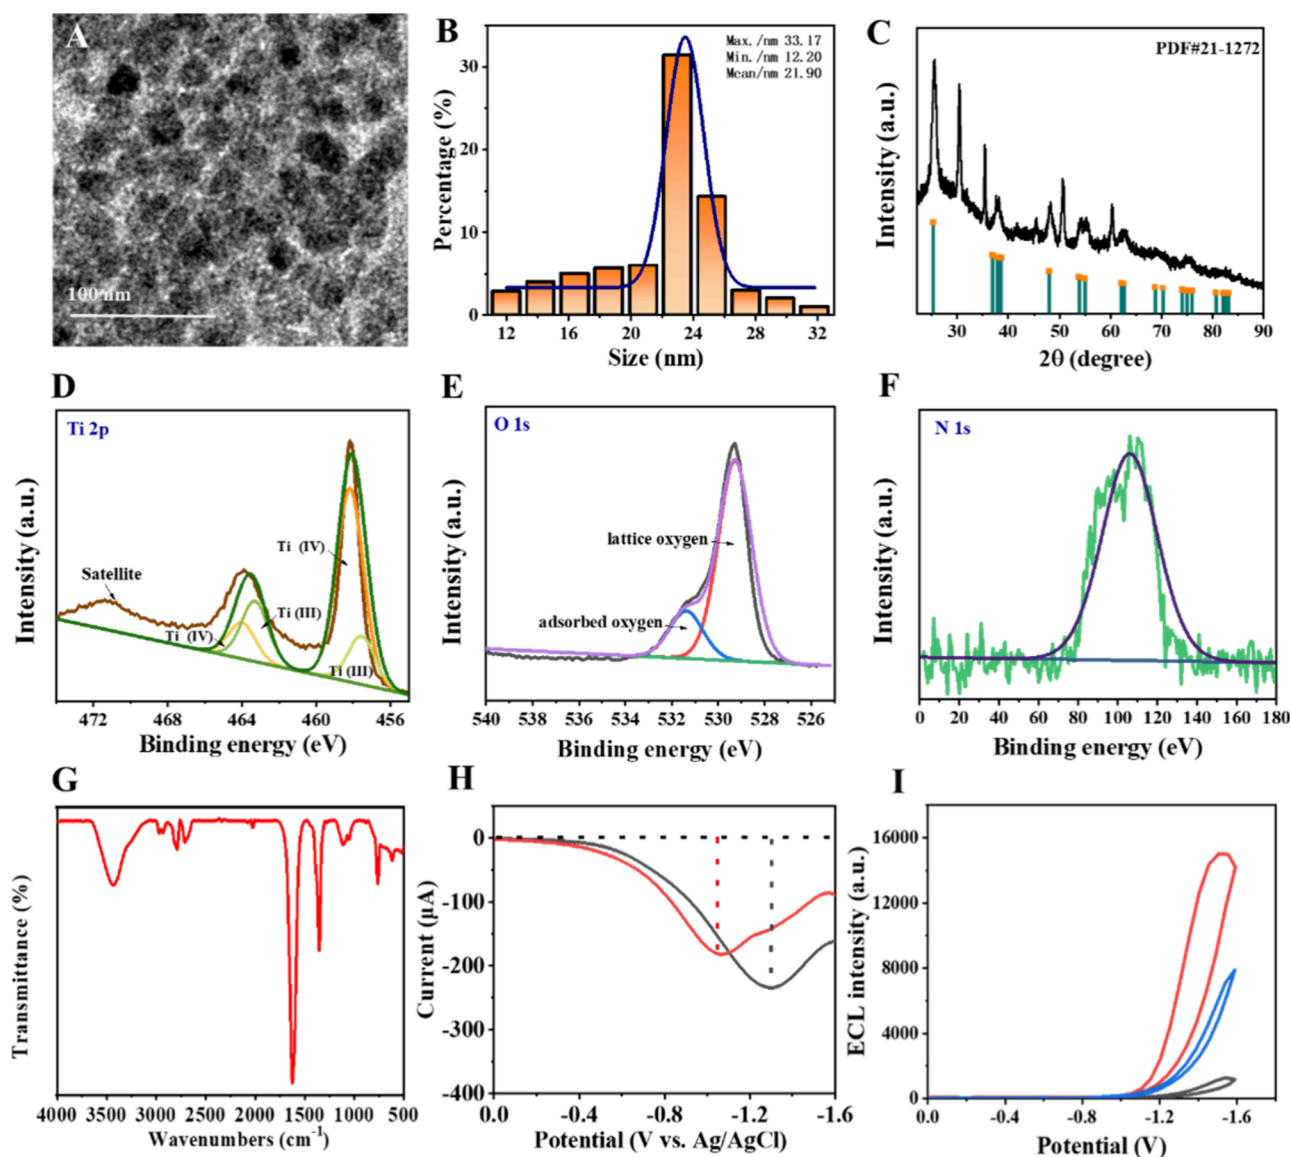 A
100 nm
B
Max./nm 33.17
Min./nm 12.20
Mean/nm 21.90
Percentage (%)
30
20
10
0
12 16 20 24 28 32
Size (nm)
C
PDF#21-1272
Intensity (a.u.)
30 40 50 60 70 80 90
2θ (degree)
D
Ti 2p
Intensity (a.u.)
Satellite
Ti (IV)
Ti (III)
Ti (IV)
Ti (III)
472 468 464 460 456
Binding energy (eV)
E
O 1s
Intensity (a.u.)
lattice oxygen
adsorbed oxygen
540 538 536 534 532 530 528 526
Binding energy (eV)
F
N 1s
Intensity (a.u.)
0 20 40 60 80 100 120 140 160 180
Binding energy (eV)
G
Transmittance (%)
4000 3500 3000 2500 2000 1500 1000 500
Wavenumbers (cm⁻¹)
H
Current (μA)
0
-100
-200
-300
-400
0.0 -0.4 -0.8 -1.2 -1.6
Potential (V vs. Ag/AgCl)
I
ECL intensity (a.u.)
16000
12000
8000
4000
0
0.0 -0.4 -0.8 -1.2 -1.6
Potential (V)